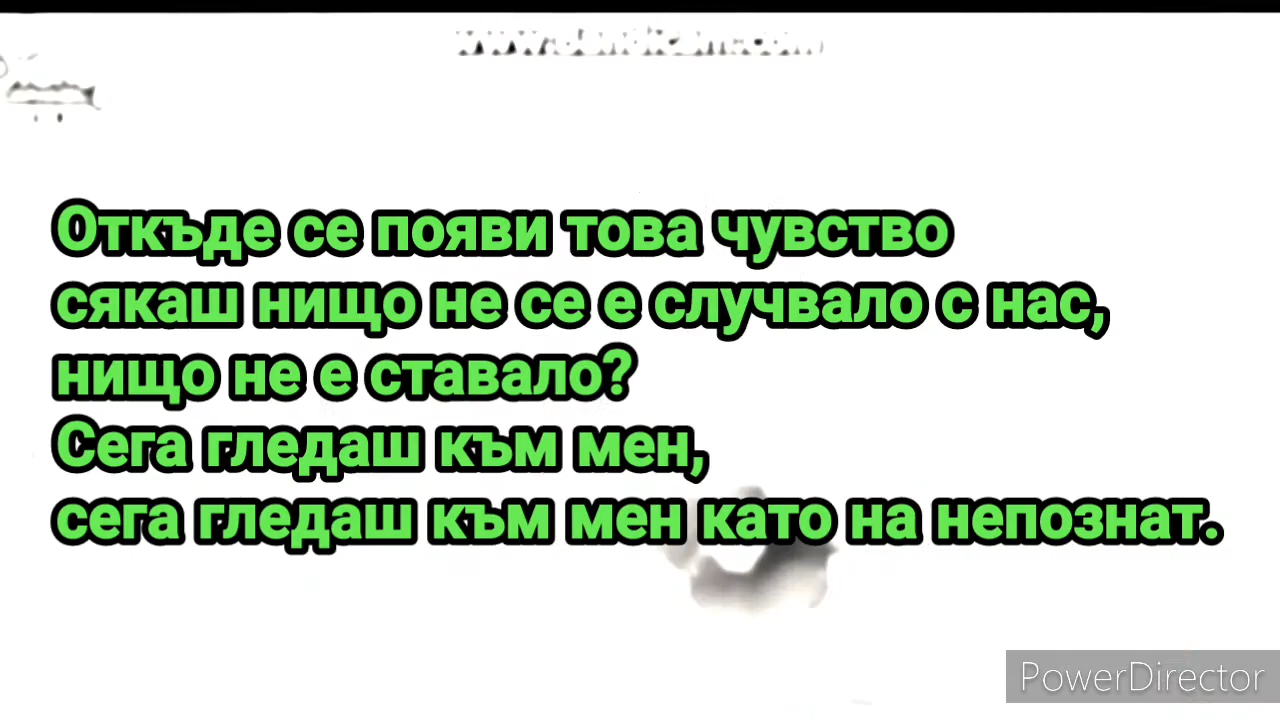 Откъде се появи това чувство
сякаш нищо не се е случвало с нас,
нищо не е ставало?
Сега гледаш към мен,
сега гледаш към мен като на непознат.
PowerDirector